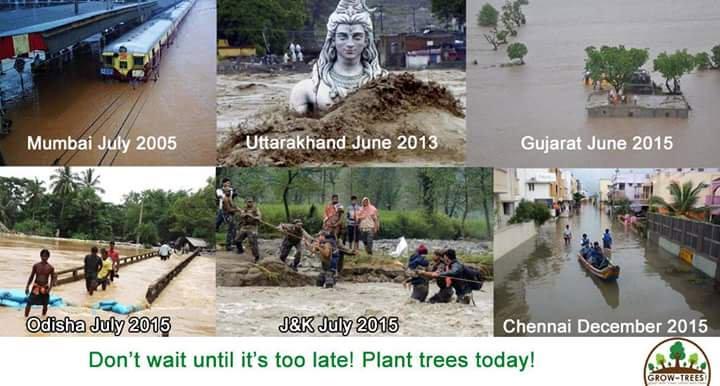 Mumbai July 2005
Uttarakhand June 2013
Gujarat June 2015
Odisha July 2015
J&K July 2015
Chennai December 2015
Don't wait until it's too late! Plant trees today!
GROW-TREES